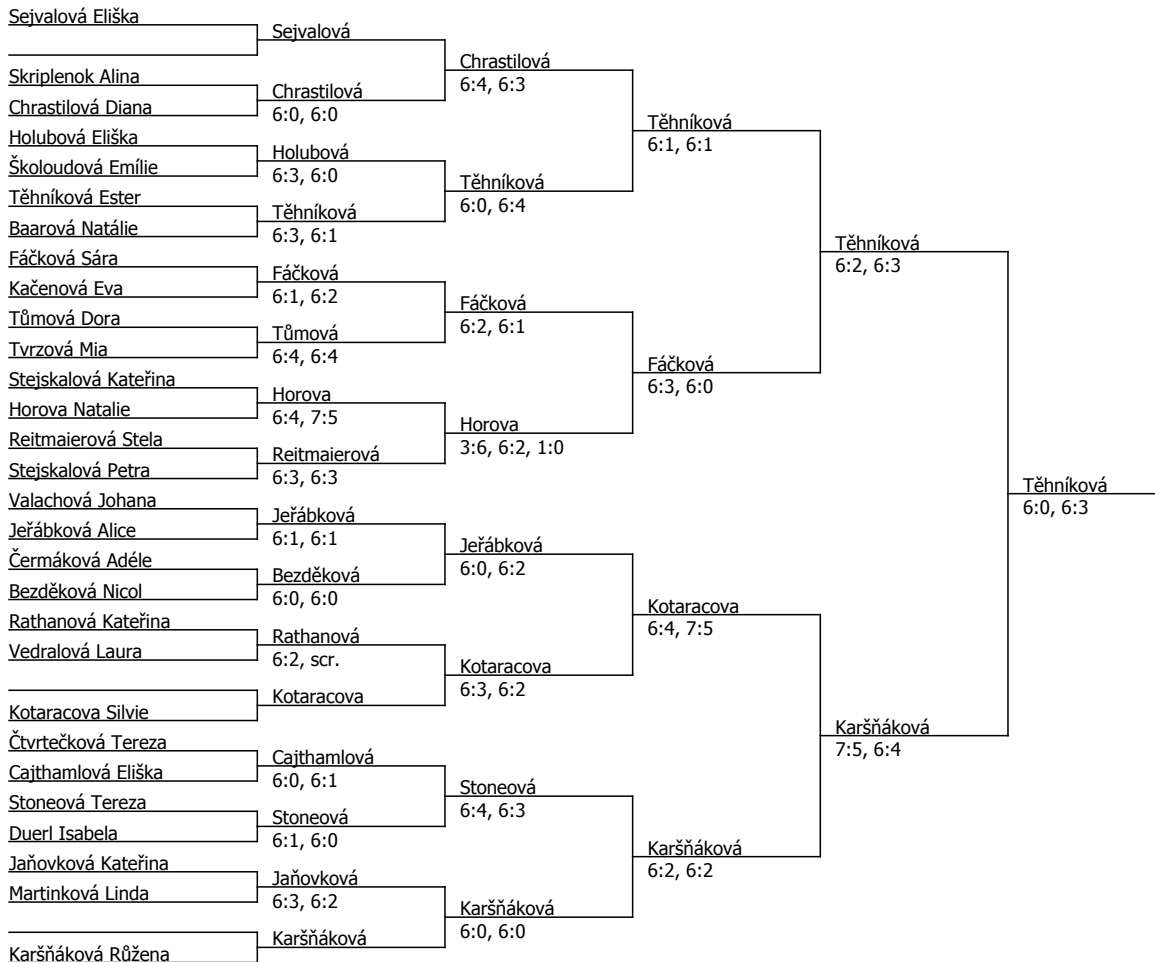 Sejvalová Eliška
Skriplenok Alina
Chrastilová Diana
Holubová Eliška
Školoudová Emílie
Těhníková Ester
Baarová Natálie
Fáčková Sára
Kačenová Eva
Tůmová Dora
Tvrzová Mia
Stejskalová Kateřina
Horova Natalie
Reitmaierová Stela
Stejskalová Petra
Valachová Johana
Jeřábková Alice
Čermáková Adéle
Bezděková Nicol
Rathanová Kateřina
Vedralová Laura
Kotaracova Silvie
Čtvrtečková Tereza
Cajthamlová Eliška
Stoneová Tereza
Duerl Isabela
Jaňovková Kateřina
Martinková Linda
Karšňáková Růžena
Sejvalová
Chrastilová
6:0, 6:0
Holubová
6:3, 6:0
Těhníková
6:3, 6:1
Fáčková
6:1, 6:2
Tůmová
6:4, 6:4
Horova
6:4, 7:5
Reitmaierová
6:3, 6:3
Jeřábková
6:1, 6:1
Bezděková
6:0, 6:0
Rathanová
6:2, scr.
Kotaracova
Cajthamlová
6:0, 6:1
Stoneová
6:1, 6:0
Jaňovková
6:3, 6:2
Karšňáková
Chrastilová
6:4, 6:3
Těhníková
6:0, 6:4
Fáčková
6:2, 6:1
Horova
3:6, 6:2, 1:0
Jeřábková
6:0, 6:2
Kotaracova
6:3, 6:2
Stoneová
6:4, 6:3
Karšňáková
6:0, 6:0
Těhníková
6:1, 6:1
Fáčková
6:3, 6:0
Kotaracova
6:4, 7:5
Karšňáková
6:2, 6:2
Těhníková
6:2, 6:3
Karšňáková
7:5, 6:4
Těhníková
6:0, 6:3